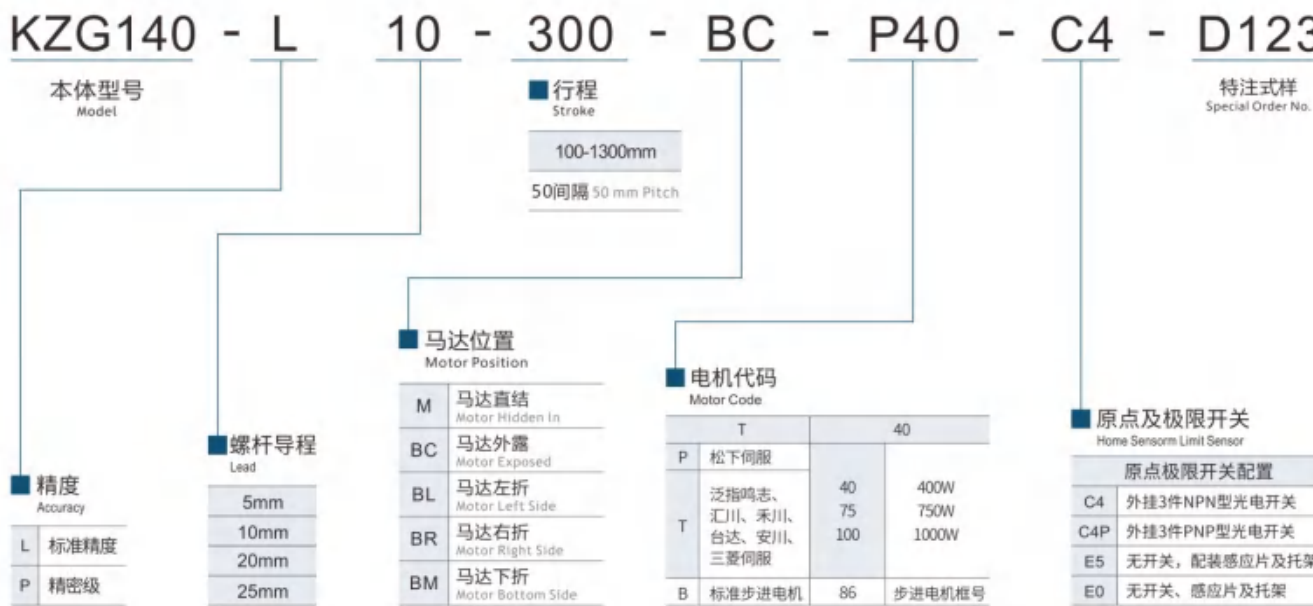 KZG140 - L 10 - 300 - BC - P40 - C4 - D123
本体型号
Model
行程
Stroke
100-1300mm
50间隔 50 mm Pitch
特注式样
Special Order No.
精度
Accuracy
L 标准精度
P 精密级
螺杆导程
Lead
5mm
10mm
20mm
25mm
马达位置
Motor Position
M 马达直结
Motor Hidden In
BC 马达外露
Motor Exposed
BL 马达左折
Motor Left Side
BR 马达右折
Motor Right Side
BM 马达下折
Motor Bottom Side
电机代码
Motor Code
T 40
P 松下伺服
T 泛指鸣志、
汇川、禾川、
台达、安川、
三菱伺服
40 400W
75 750W
100 1000W
B 标准步进电机 86 步进电机框号
原点及极限开关
Home Sensorm Limit Sensor
原点极限开关配置
C4 外挂3件NPN型光电开关
C4P 外挂3件PNP型光电开关
E5 无开关，配装感应片及托架
E0 无开关、感应片及托架